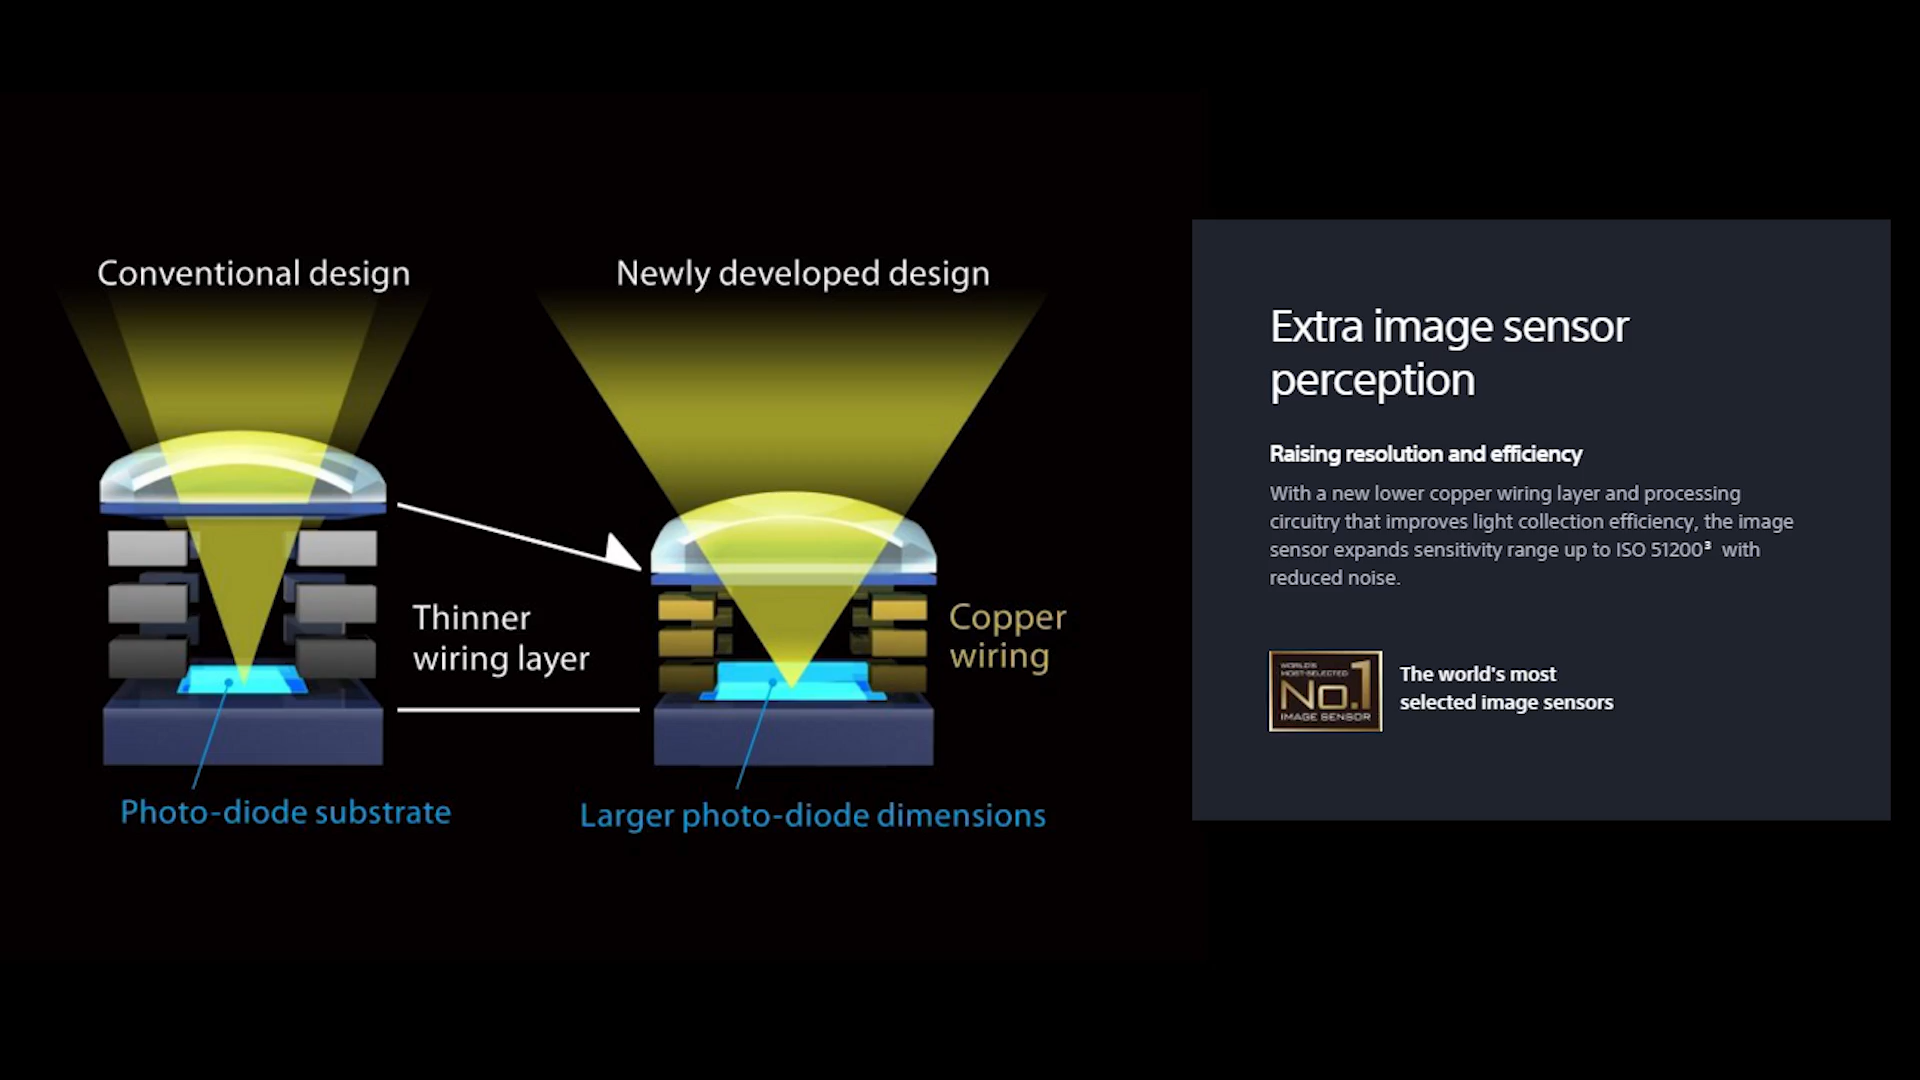 Conventional design
Newly developed design
Thinner
wiring layer
Copper
wiring
Photo-diode substrate
Larger photo-diode dimensions
Extra image sensor
perception
Raising resolution and efficiency
With a new lower copper wiring layer and processing
circuitry that improves light collection efficiency, the image
sensor expands sensitivity range up to ISO 51200³ with
reduced noise.
WORLD'S
MOST-SELECTED
No.1
IMAGE SENSOR
The world's most
selected image sensors